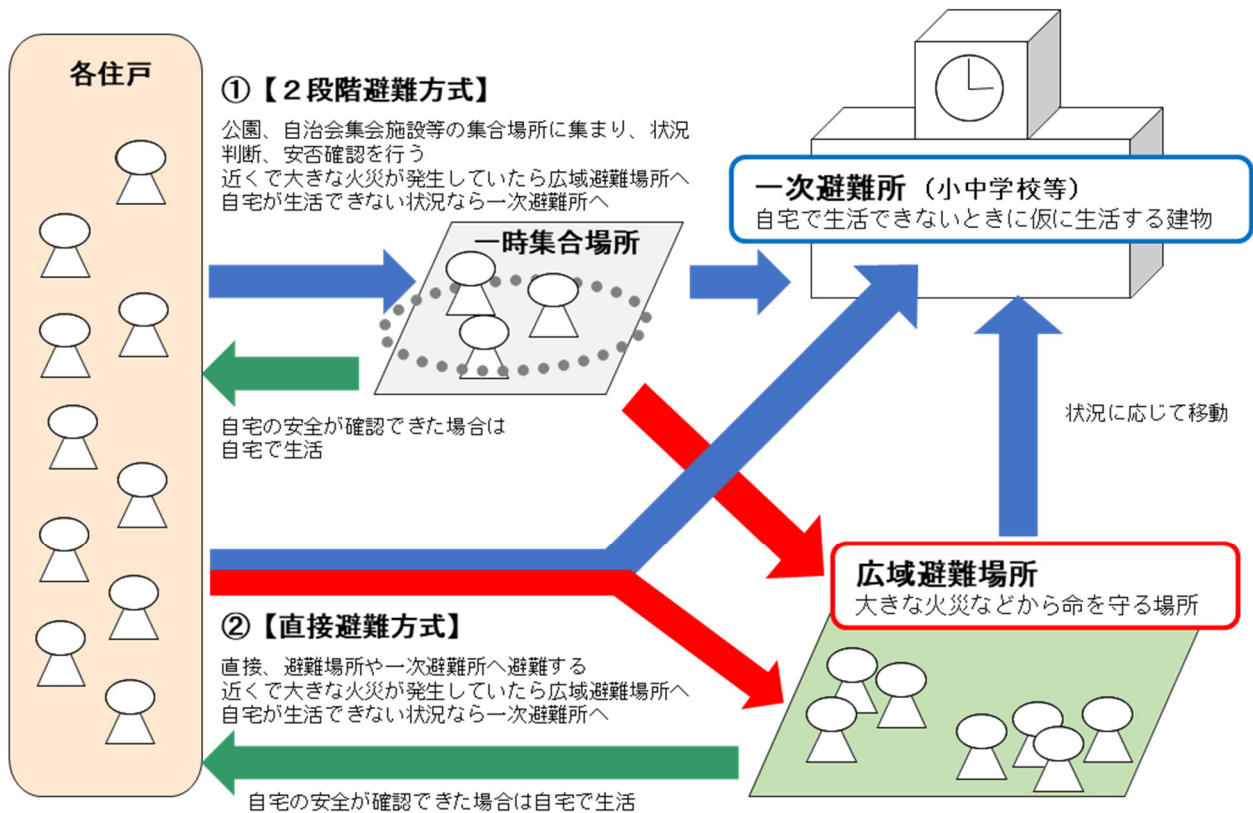 各住戸
①【２段階避難方式】
公園、自治会集会施設等の集合場所に集まり、状況
判断、安否確認を行う
近くで大きな火災が発生していたら広域避難場所へ
自宅が生活できない状況なら一次避難所へ
一時集合場所
一次避難所（小中学校等）
自宅で生活できないときに仮に生活する建物
自宅の安全が確認できた場合は
自宅で生活
状況に応じて移動
広域避難場所
大きな火災などから命を守る場所
②【直接避難方式】
直接、避難場所や一次避難所へ避難する
近くで大きな火災が発生していたら広域避難場所へ
自宅が生活できない状況なら一次避難所へ
自宅の安全が確認できた場合は自宅で生活